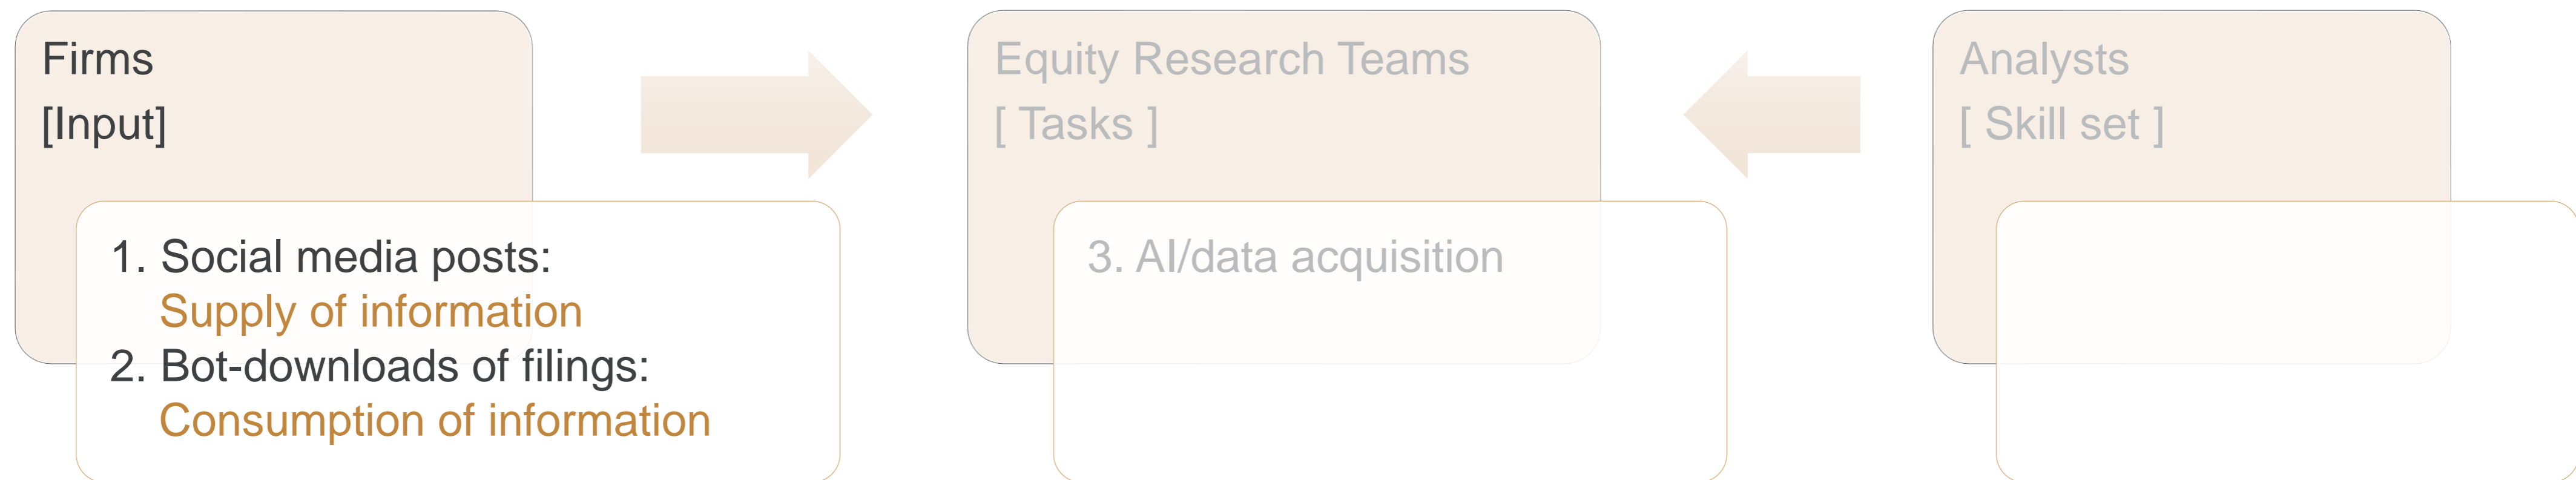 Firms
[Input]
1. Social media posts:
Supply of information
2. Bot-downloads of filings:
Consumption of information
Equity Research Teams
[ Tasks ]
3. AI/data acquisition
Analysts
[ Skill set ]